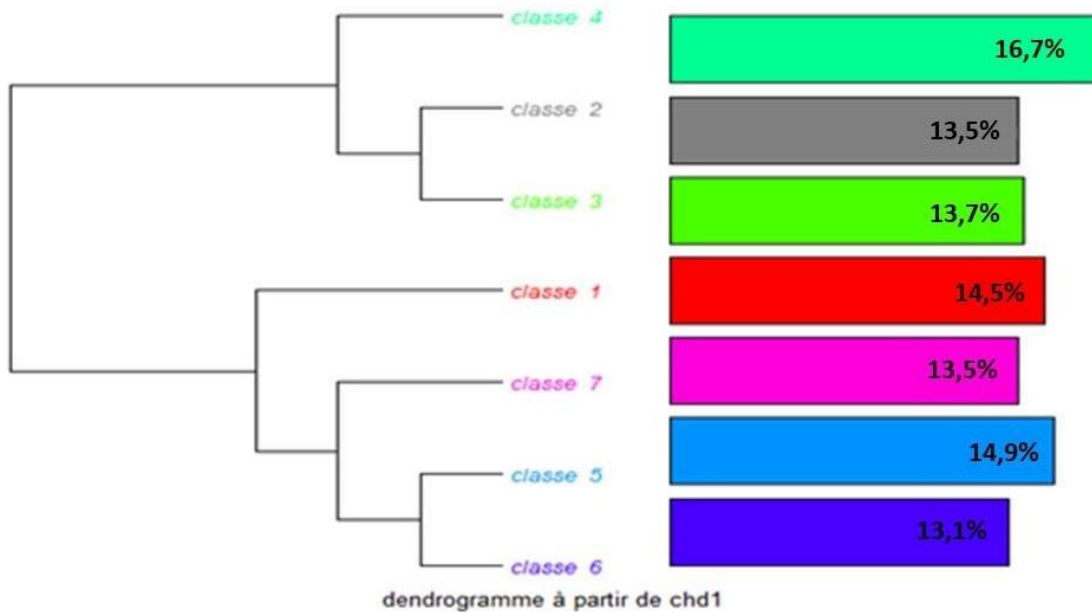 classe 4 16,7%
classe 2 13,5%
classe 3 13,7%
classe 1 14,5%
classe 7 13,5%
classe 5 14,9%
classe 6 13,1%
dendrogramme à partir de chd1